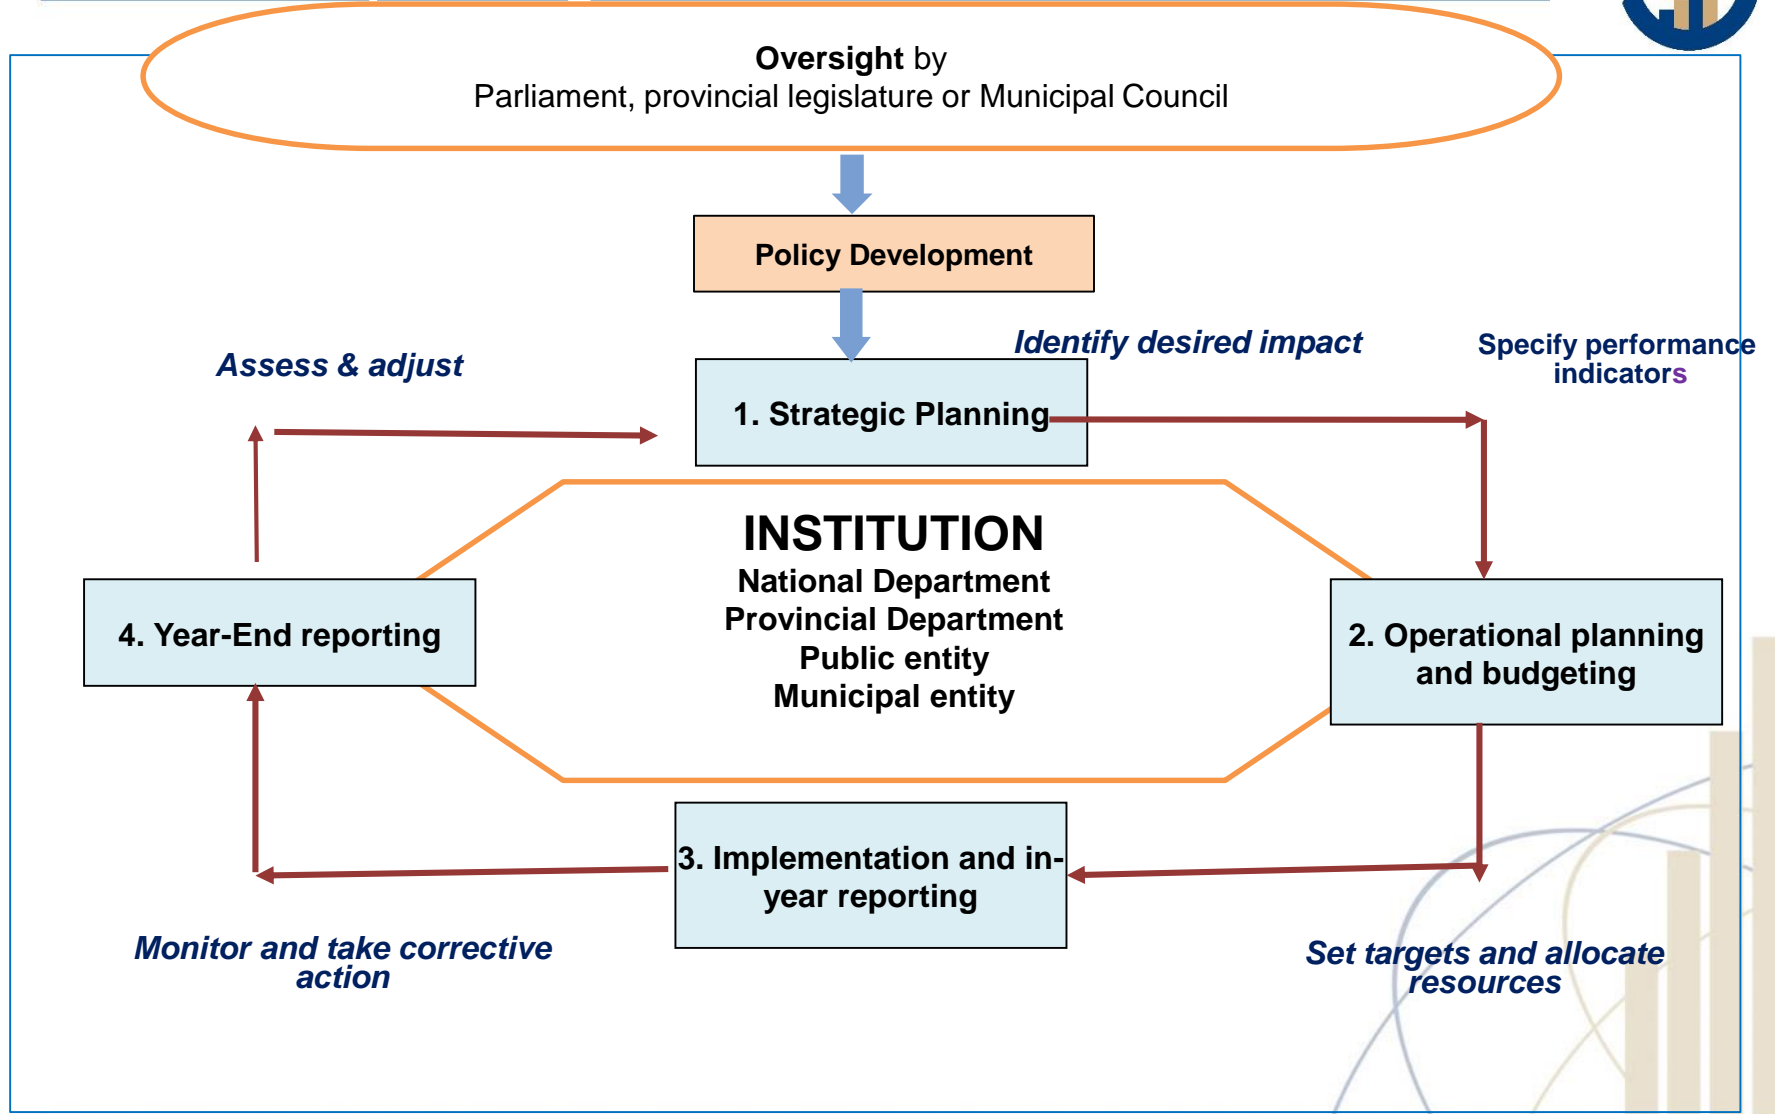 Oversight by
Parliament, provincial legislature or Municipal Council
Policy Development
Identify desired impact
Specify performance
indicators
Assess & adjust
1. Strategic Planning
INSTITUTION
National Department
Provincial Department
Public entity
Municipal entity
4. Year-End reporting
2. Operational planning
and budgeting
3. Implementation and in-
year reporting
Monitor and take corrective
action
Set targets and allocate
resources